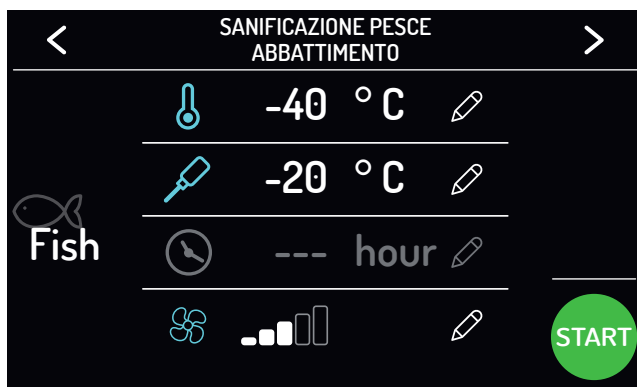 SANIFICAZIONE PESCE
ABBATTIMENTO
-40 °C
-20 °C
Fish
--- hour
START